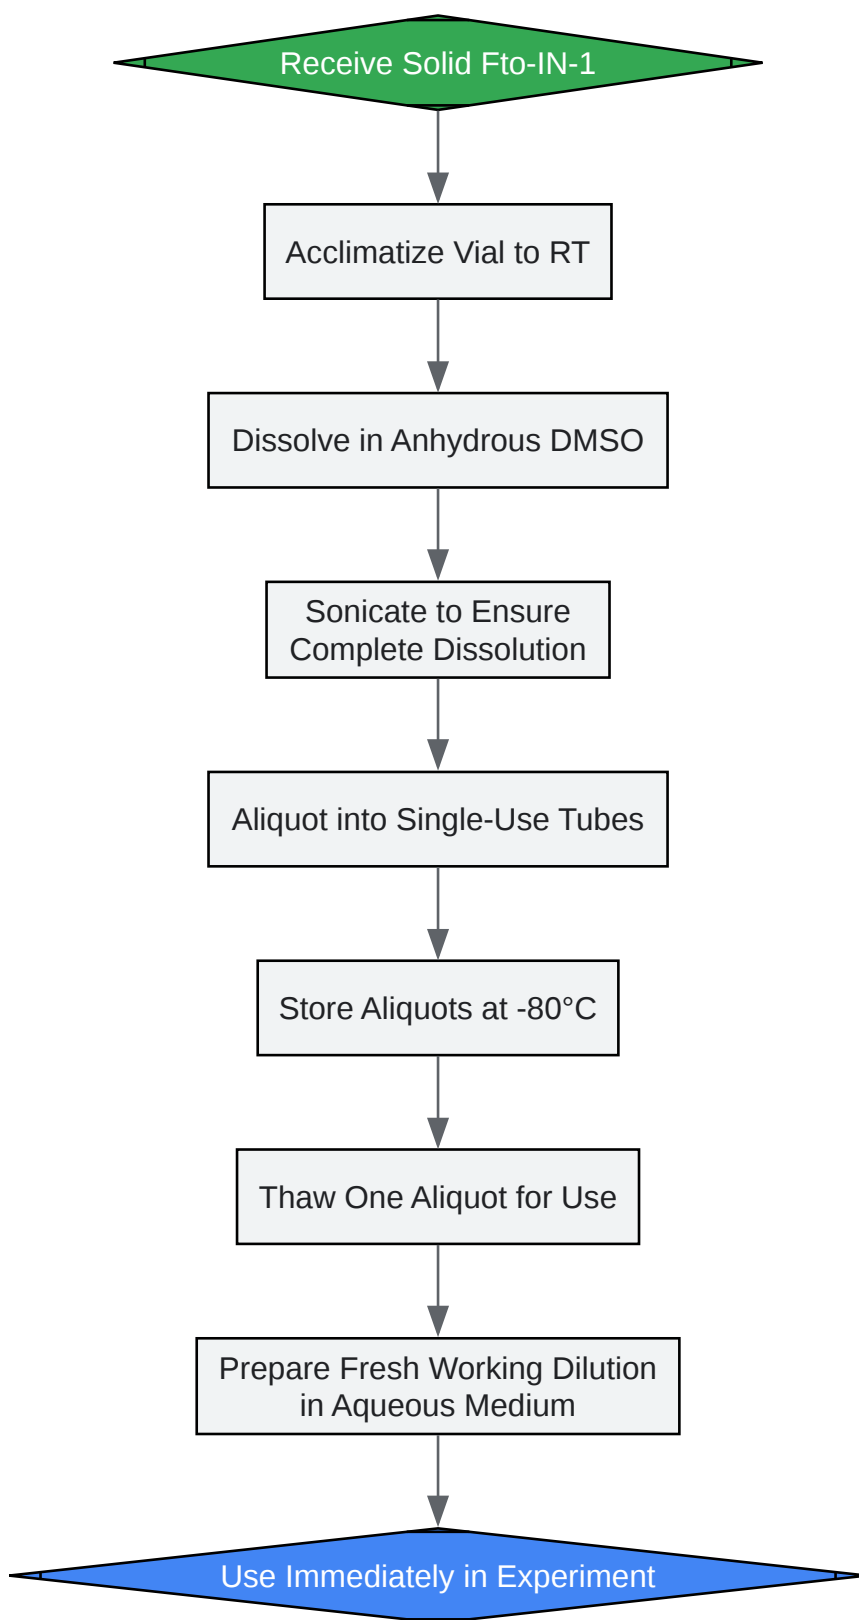 Receive Solid Fto-IN-1
Acclimatize Vial to RT
Dissolve in Anhydrous DMSO
Sonicate to Ensure
Complete Dissolution
Aliquot into Single-Use Tubes
Store Aliquots at -80°C
Thaw One Aliquot for Use
Prepare Fresh Working Dilution
in Aqueous Medium
Use Immediately in Experiment